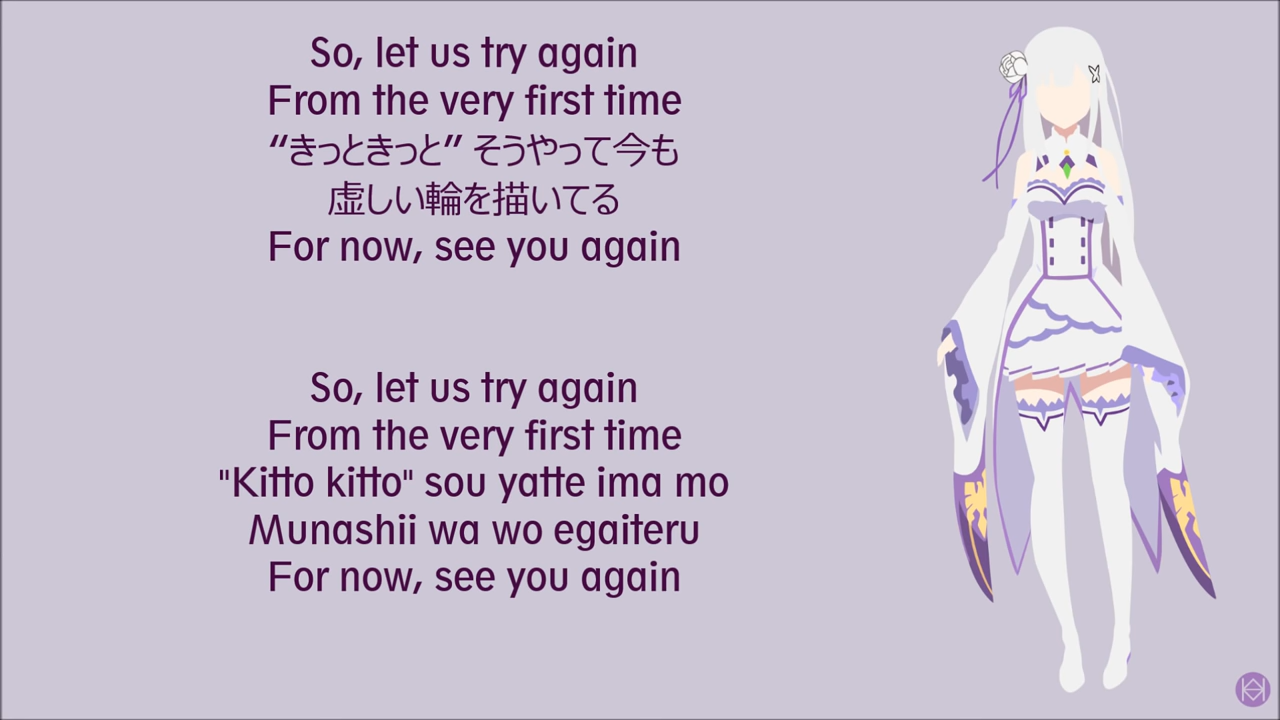 So, let us try again
From the very first time
“きっときっと” そうやって今も
虚しい輪を描いてる
For now, see you again
So, let us try again
From the very first time
"Kitto kitto" sou yatte ima mo
Munashii wa wo egaiteru
For now, see you again